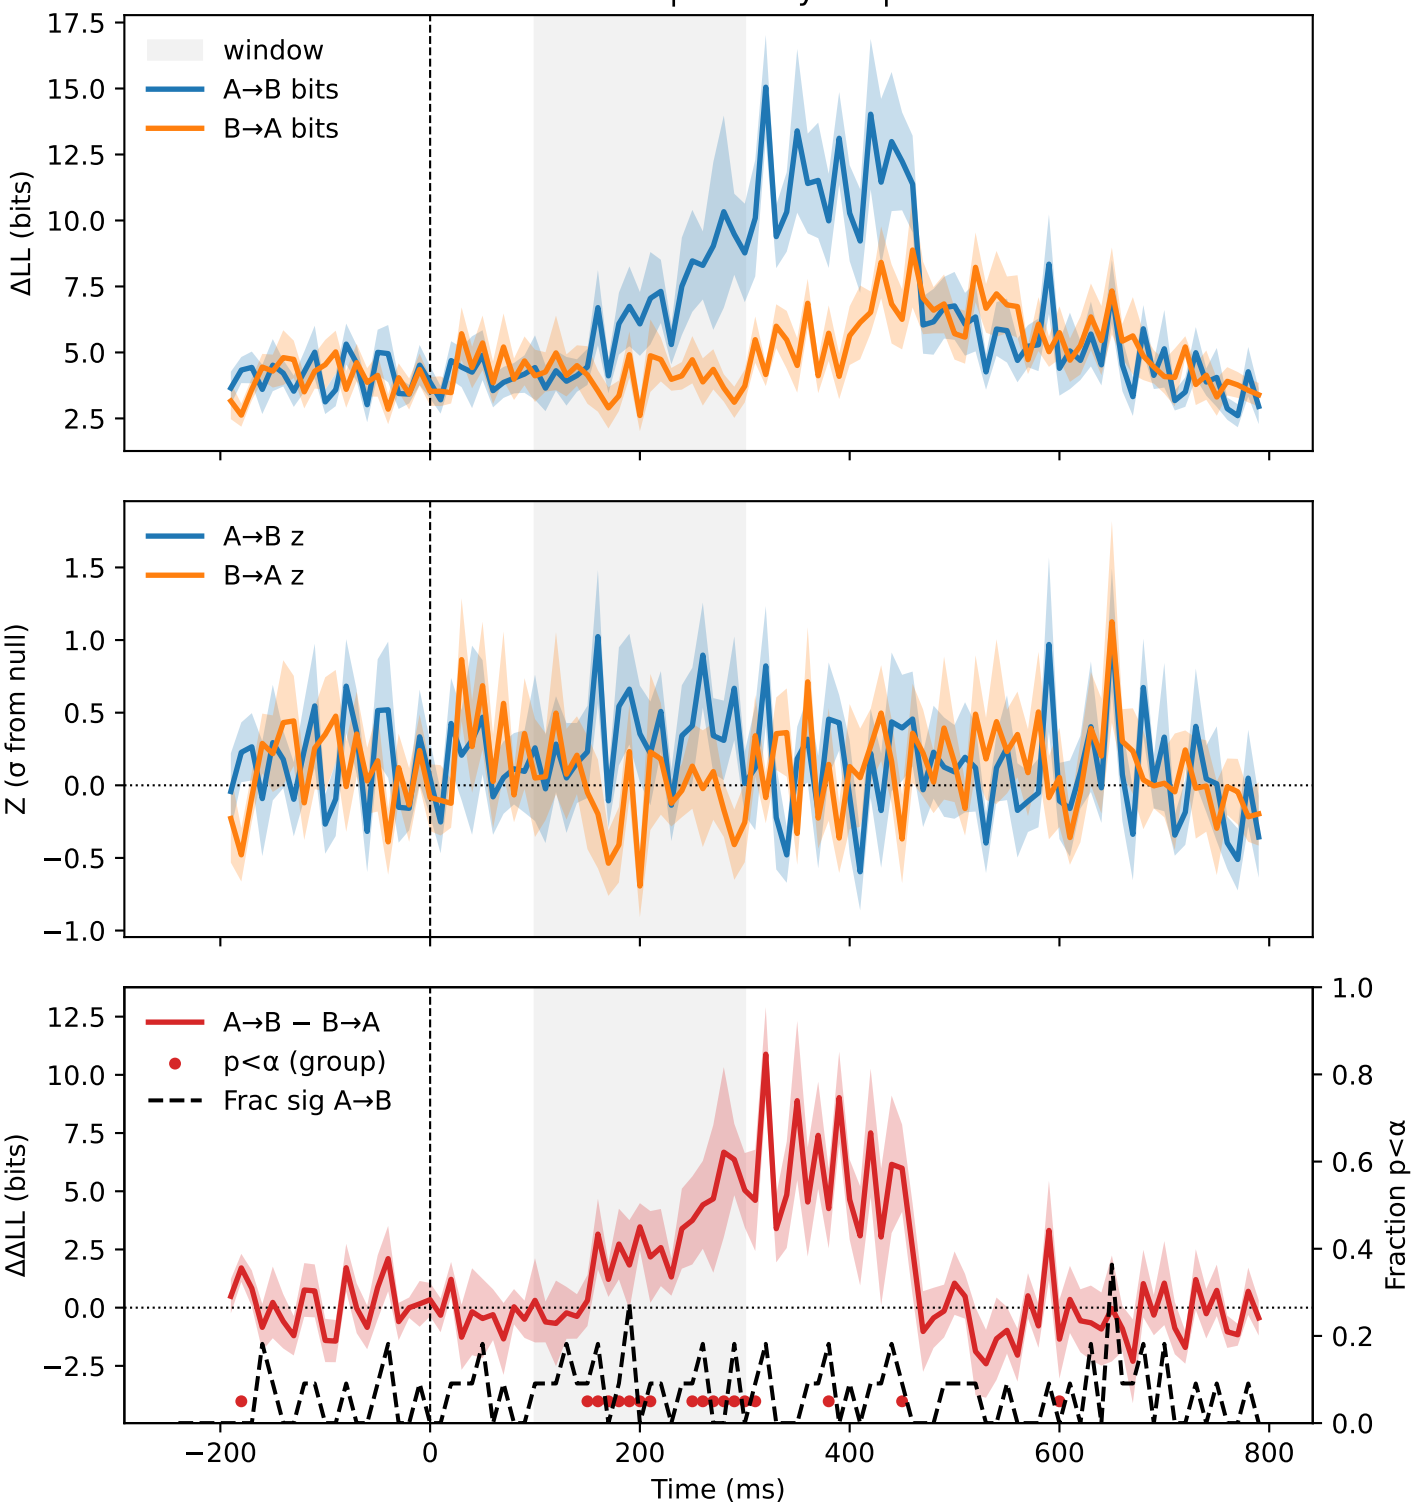 17.5
15.0
12.5
10.0
7.5
5.0
2.5
ΔLL (bits)
window
A→B bits
B→A bits
1.5
1.0
0.5
0.0
−0.5
−1.0
Z (σ from null)
A→B z
B→A z
12.5
10.0
7.5
5.0
2.5
0.0
−2.5
ΔΔLL (bits)
A→B − B→A
p<α (group)
Frac sig A→B
1.0
0.8
0.6
0.4
0.2
0.0
Fraction p<α
−200 0 200 400 600 800
Time (ms)